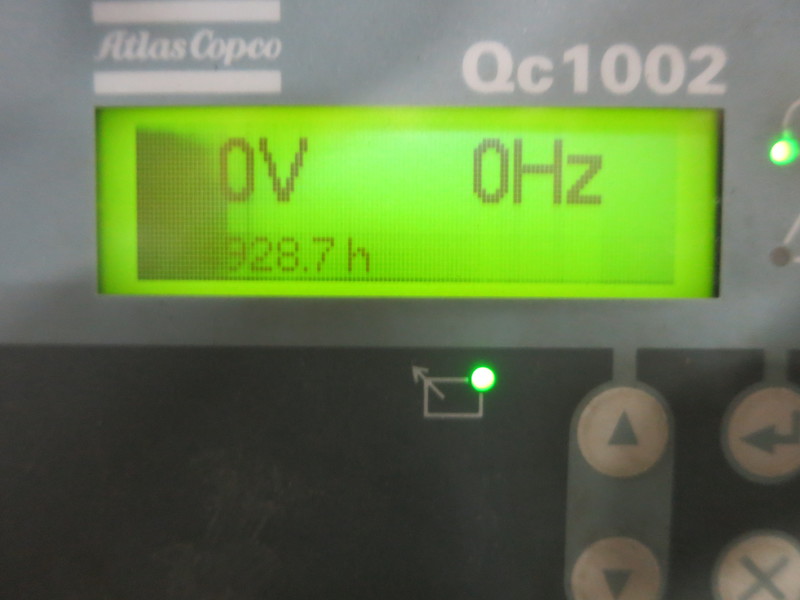 Atlas Copco
Qc1002
0V 0Hz
928.7 h